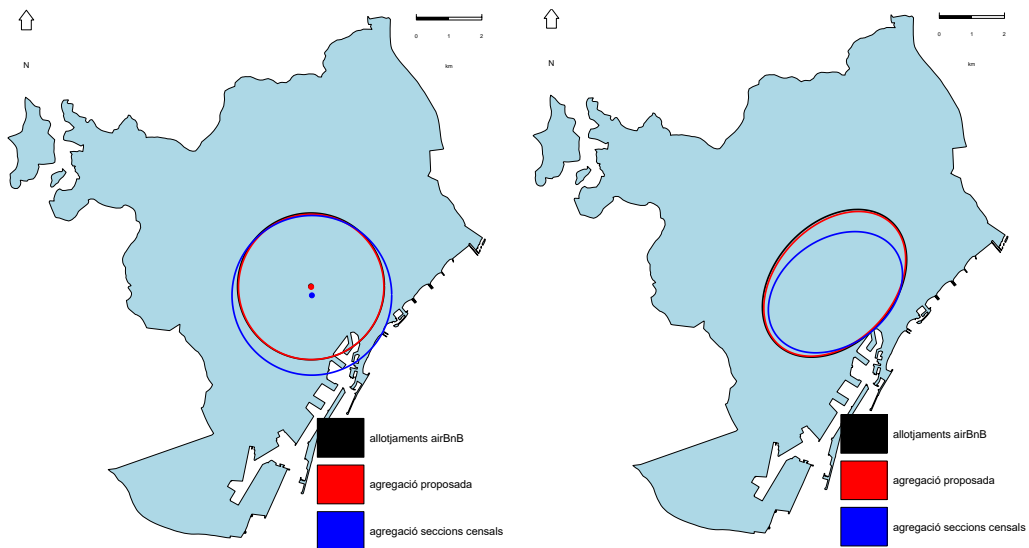 N
0 1 2
km
allotjaments airBnB
agregació proposada
agregació seccions censals
N
0 1 2
km
allotjaments airBnB
agregació proposada
agregació seccions censals